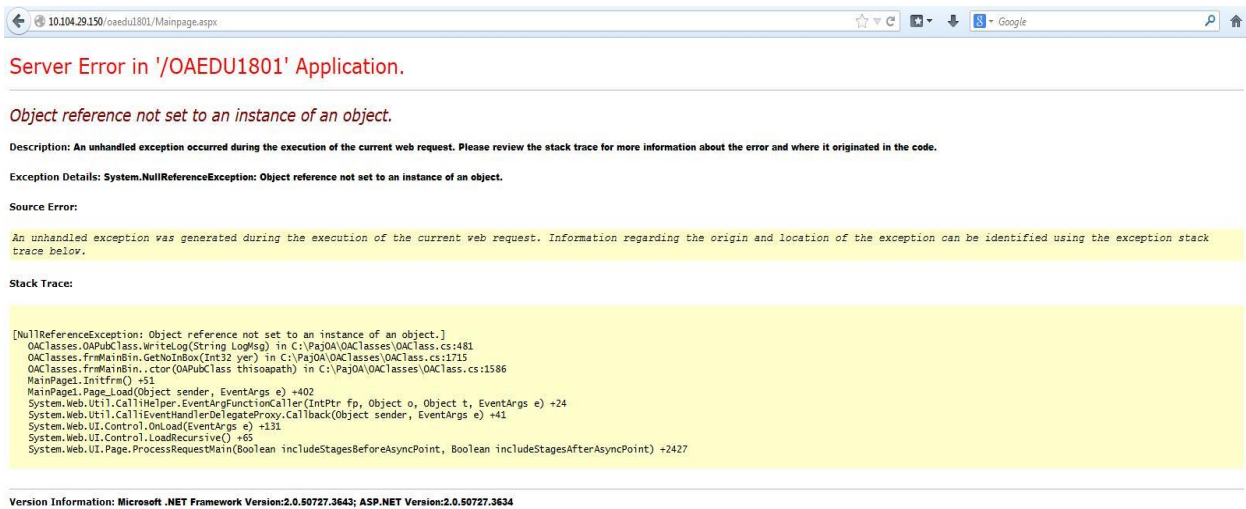 10.104.29.150/oaedu1801/Mainpage.aspx
8 - Google
Server Error in '/OAEDU1801' Application.
Object reference not set to an instance of an object.
Description: An unhandled exception occurred during the execution of the current web request. Please review the stack trace for more information about the error and where it originated in the code.
Exception Details: System.NullReferenceException: Object reference not set to an instance of an object.
Source Error:
An unhandled exception was generated during the execution of the current web request. Information regarding the origin and location of the exception can be identified using the exception stack
trace below.
Stack Trace:
[NullReferenceException: Object reference not set to an instance of an object.]
OAClasses.OAPubClass.WriteLog(String LogMsg) in C:\PajOA\OAClasses\OAClass.cs:481
OAClasses.frmMainBin.GetNoInBox(Int32 yer) in C:\PajOA\OAClasses\OAClass.cs:1715
OAClasses.frmMainBin..ctor(OAPubClass thisoapath) in C:\PajOA\OAClasses\OAClass.cs:1586
MainPage1.Initfrm() +51
MainPage1.Page_Load(Object sender, EventArgs e) +402
System.Web.Util.CalliHelper.EventArgFunctionCaller(IntPtr fp, Object o, Object t, EventArgs e) +24
System.Web.Util.CalliEventHandlerDelegateProxy.Callback(Object sender, EventArgs e) +41
System.Web.UI.Control.OnLoad(EventArgs e) +131
System.Web.UI.Control.LoadRecursive() +65
System.Web.UI.Page.ProcessRequestMain(Boolean includeStagesBeforeAsyncPoint, Boolean includeStagesAfterAsyncPoint) +2427
Version Information: Microsoft .NET Framework Version:2.0.50727.3643; ASP.NET Version:2.0.50727.3634